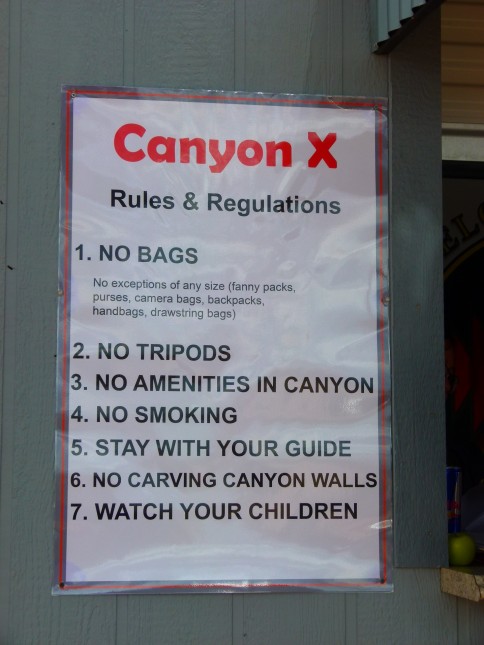 Canyon X
Rules & Regulations
1. NO BAGS
No exceptions of any size (fanny packs,
purses, camera bags, backpacks,
handbags, drawstring bags)
2. NO TRIPODS
3. NO AMENITIES IN CANYON
4. NO SMOKING
5. STAY WITH YOUR GUIDE
6. NO CARVING CANYON WALLS
7. WATCH YOUR CHILDREN